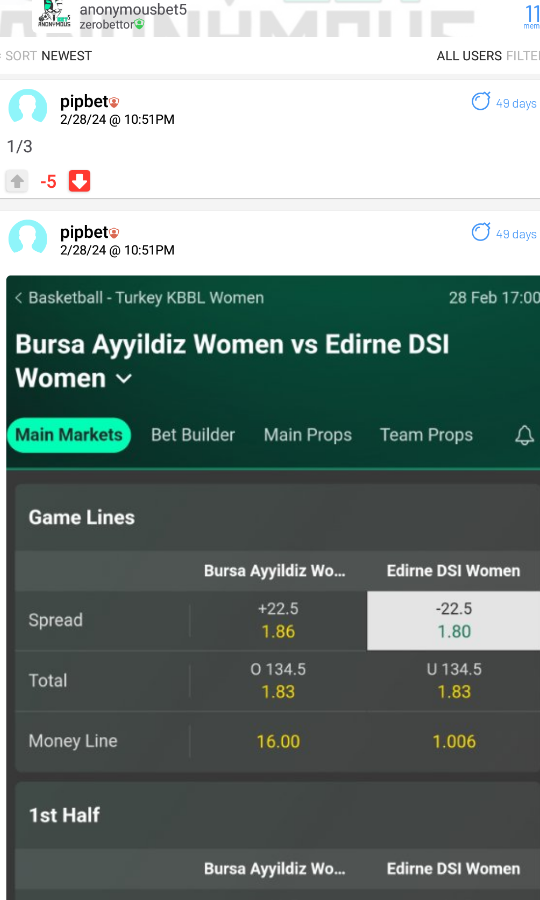 anonymousbet5
zerobettor
ANONYMOUS
11
mem
SORT NEWEST
ALL USERS FILTE
pipbet
2/28/24 @ 10:51PM
49 days
1/3
-5
pipbet
2/28/24 @ 10:51PM
49 days
< Basketball - Turkey KBBL Women
28 Feb 17:00
Bursa Ayyildiz Women vs Edirne DSI
Women
Main Markets
Bet Builder
Main Props
Team Props
Game Lines
Bursa Ayyildiz Wo... Edirne DSI Women
+22.5 -22.5
Spread
1.86 1.80
O 134.5 U 134.5
Total
1.83 1.83
Money Line 16.00 1.006
1st Half
Bursa Ayyildiz Wo... Edirne DSI Women